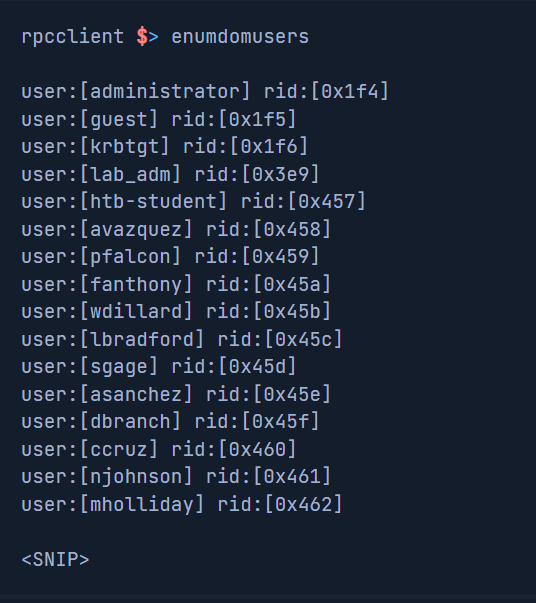 rpcclient $> enumdomusers
user:[administrator] rid:[0x1f4]
user:[guest] rid:[0x1f5]
user:[krbtgt] rid:[0x1f6]
user:[lab_adm] rid:[0x3e9]
user:[htb-student] rid:[0x457]
user:[avazquez] rid:[0x458]
user:[pfalcon] rid:[0x459]
user:[fanthony] rid:[0x45a]
user:[wdillard] rid:[0x45b]
user:[lbradford] rid:[0x45c]
user:[sgage] rid:[0x45d]
user:[asanchez] rid:[0x45e]
user:[dbranch] rid:[0x45f]
user:[ccruz] rid:[0x460]
user:[njohnson] rid:[0x461]
user:[mholliday] rid:[0x462]
<SNIP>